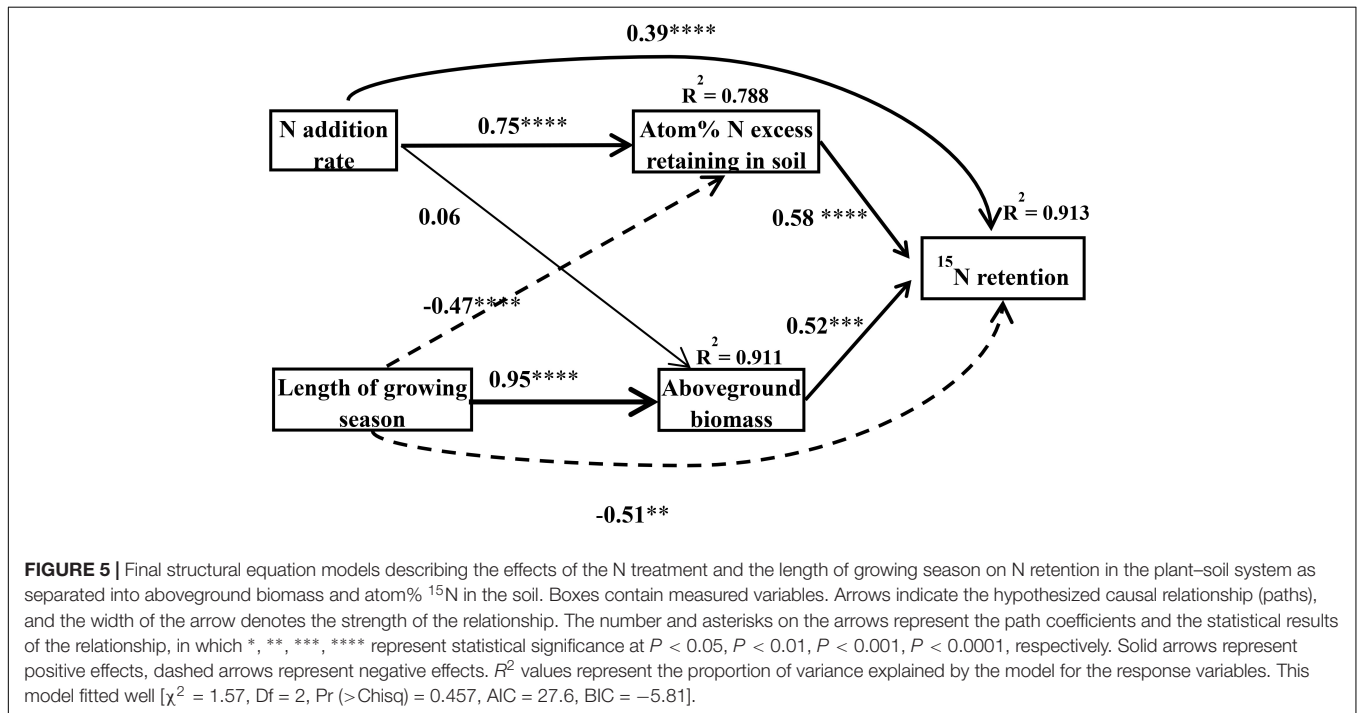 0.39****
R² = 0.788
N addition
rate
0.75****
Atom% N excess
retaining in soil
0.06
0.58 ****
R² = 0.913
¹⁵N retention
-0.47****
0.52***
R² = 0.911
Length of growing
season
0.95****
Aboveground
biomass
-0.51**
FIGURE 5 | Final structural equation models describing the effects of the N treatment and the length of growing season on N retention in the plant–soil system as
separated into aboveground biomass and atom% ¹⁵N in the soil. Boxes contain measured variables. Arrows indicate the hypothesized causal relationship (paths),
and the width of the arrow denotes the strength of the relationship. The number and asterisks on the arrows represent the path coefficients and the statistical results
of the relationship, in which *, **, ***, **** represent statistical significance at P < 0.05, P < 0.01, P < 0.001, P < 0.0001, respectively. Solid arrows represent
positive effects, dashed arrows represent negative effects. R² values represent the proportion of variance explained by the model for the response variables. This
model fitted well [χ² = 1.57, Df = 2, Pr (>Chisq) = 0.457, AIC = 27.6, BIC = −5.81].